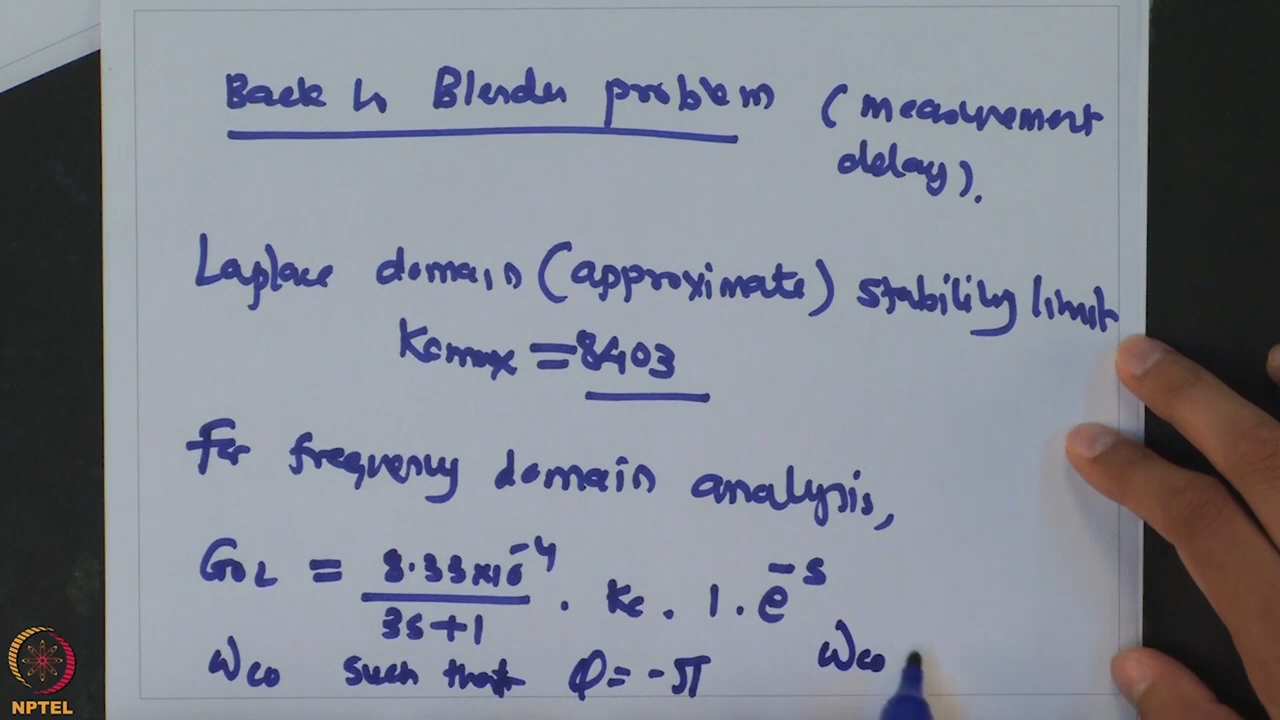 Back to Blender problem (measurement
delay).
Laplace domain (approximate) stability limit
Kcmax = 8403
For frequency domain analysis,
GOL = 8.33×10^-4 / 3s+1 . Kc . 1 . e^-s
ωco such that φ = -π ωco
NPTEL